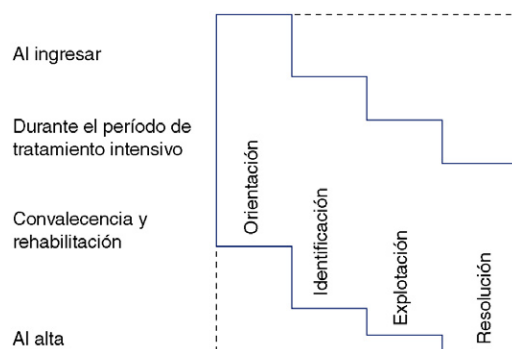 Al ingresar
Durante el período de
tratamiento intensivo
Convalecencia y
rehabilitación
Al alta
Orientación
Identificación
Explotación
Resolución